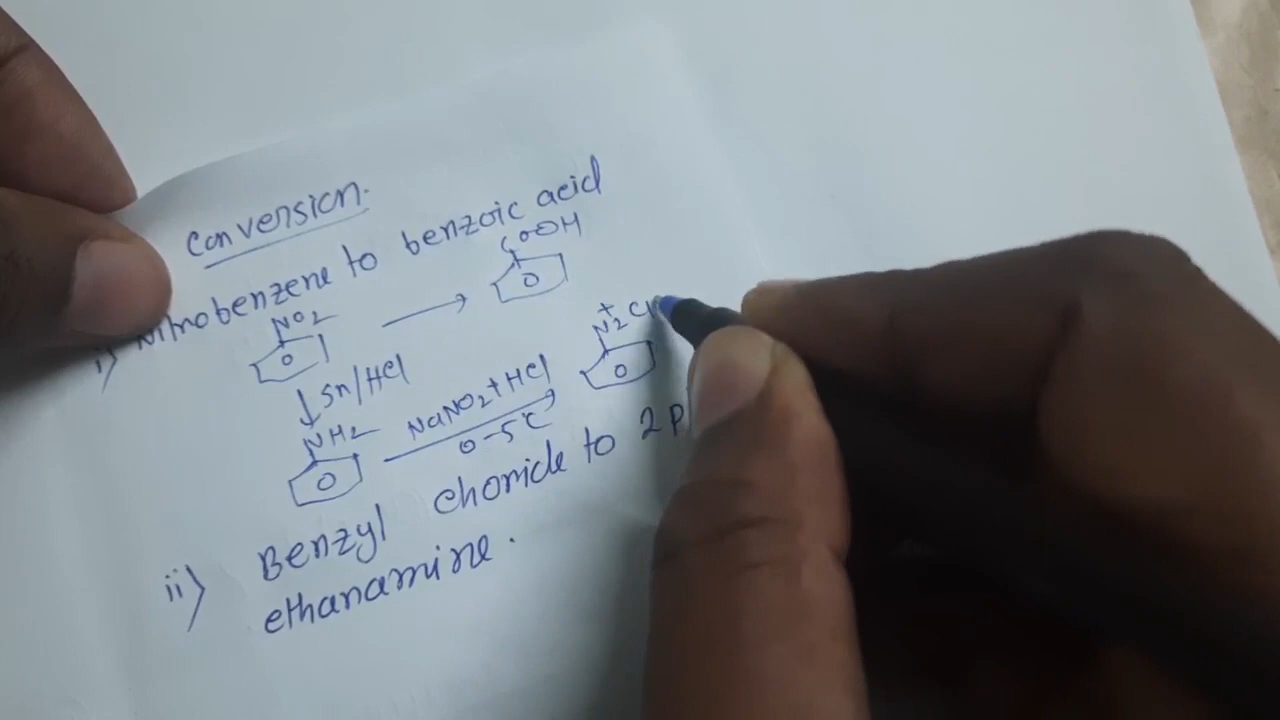 Conversion.
i) Nitrobenzene to benzoic acid
NO2 → COOH
↓ Sn/HCl
N2+ Cl
NH2 NaNO2+HCl
0-5°C
ii) Benzyl choride to 2
ethanamine.